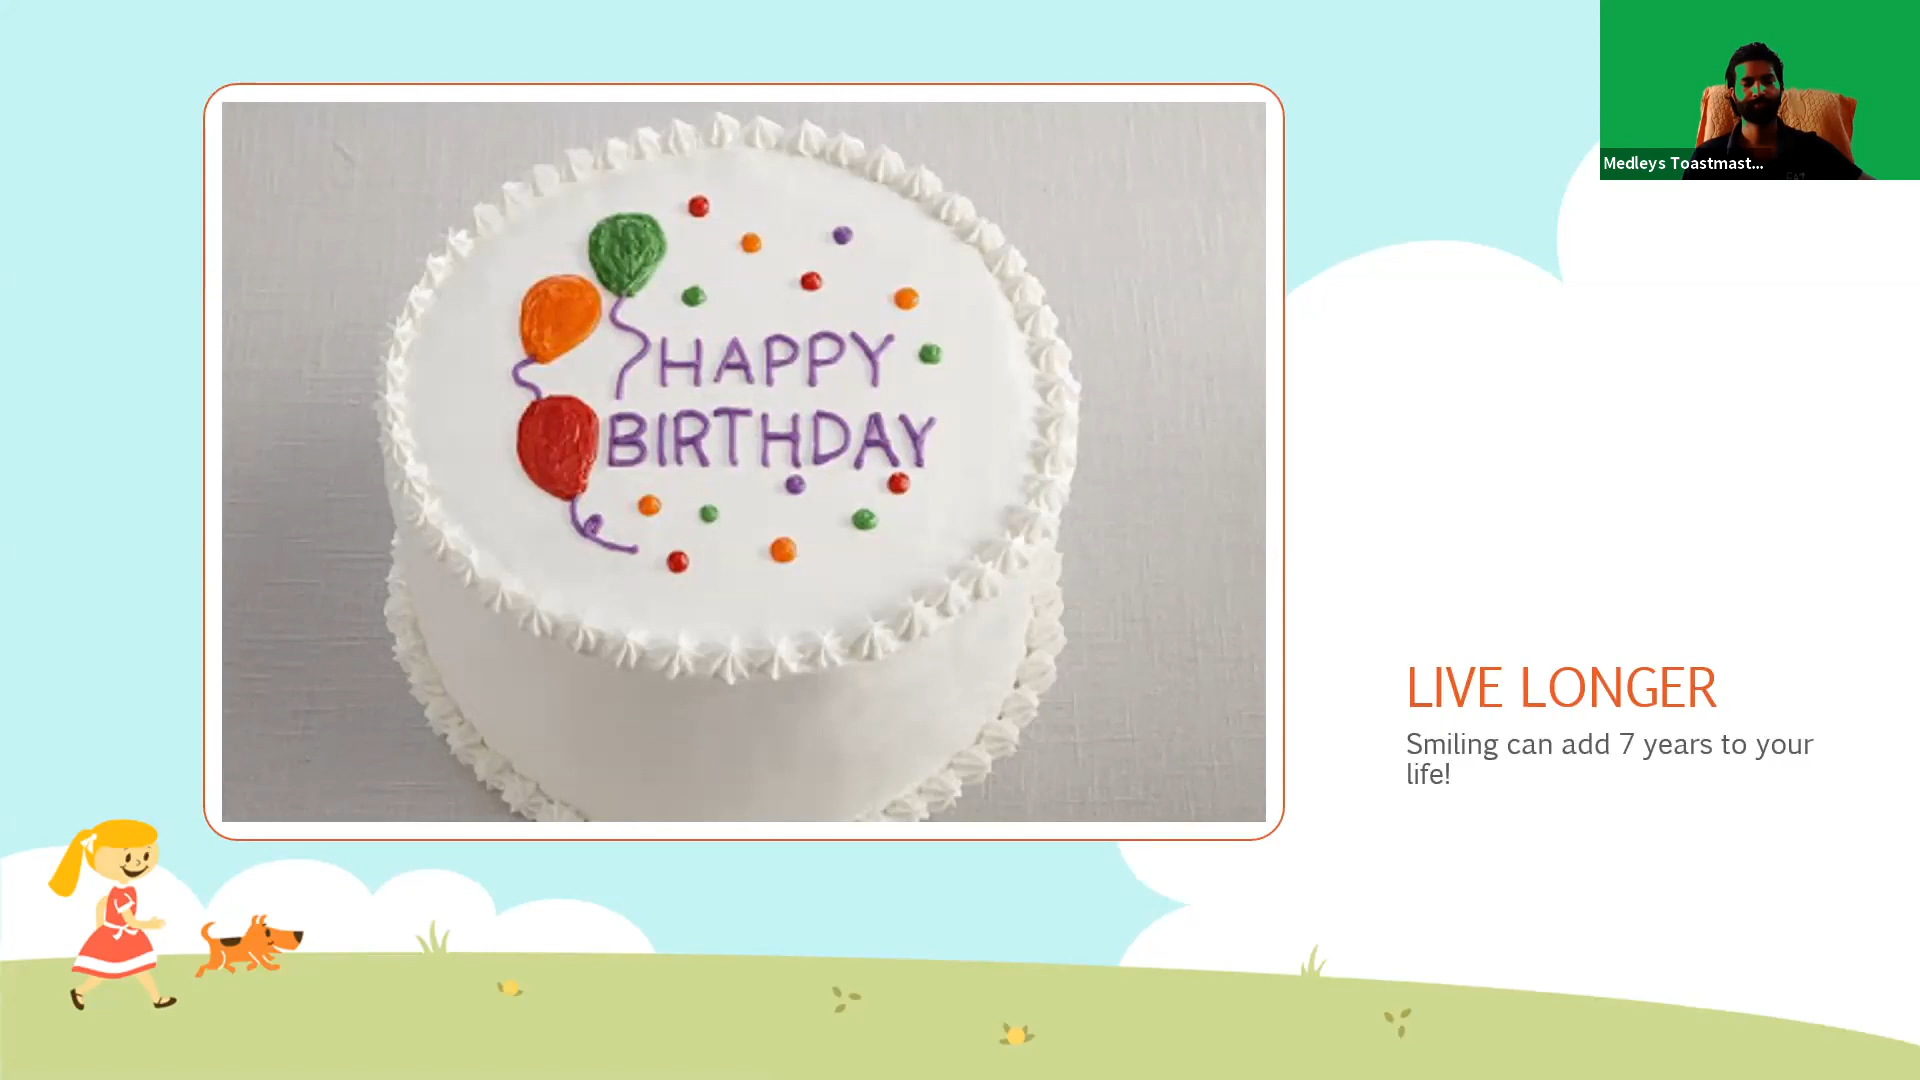 Medleys Toastmast...
HAPPY
BIRTHDAY
LIVE LONGER
Smiling can add 7 years to your
life!